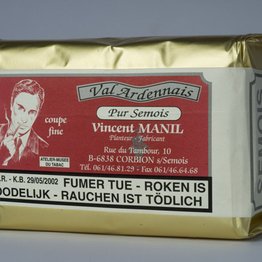 Val Ardennais
Pur Semois
Vincent MANIL
Planteur - Fabricant
Rue du Tambour, 10
B-6838 CORBION s/Semois
Tél. 061/46.81.29 - Fax 061/46.64.68
coupe
fine
ATELIER-MUSÉE
DU TABAC
A.R. - K.B. 29/05/2002
FUMER TUE - ROKEN IS
DODELIJK - RAUCHEN IST TÖDLICH
SEMOIS